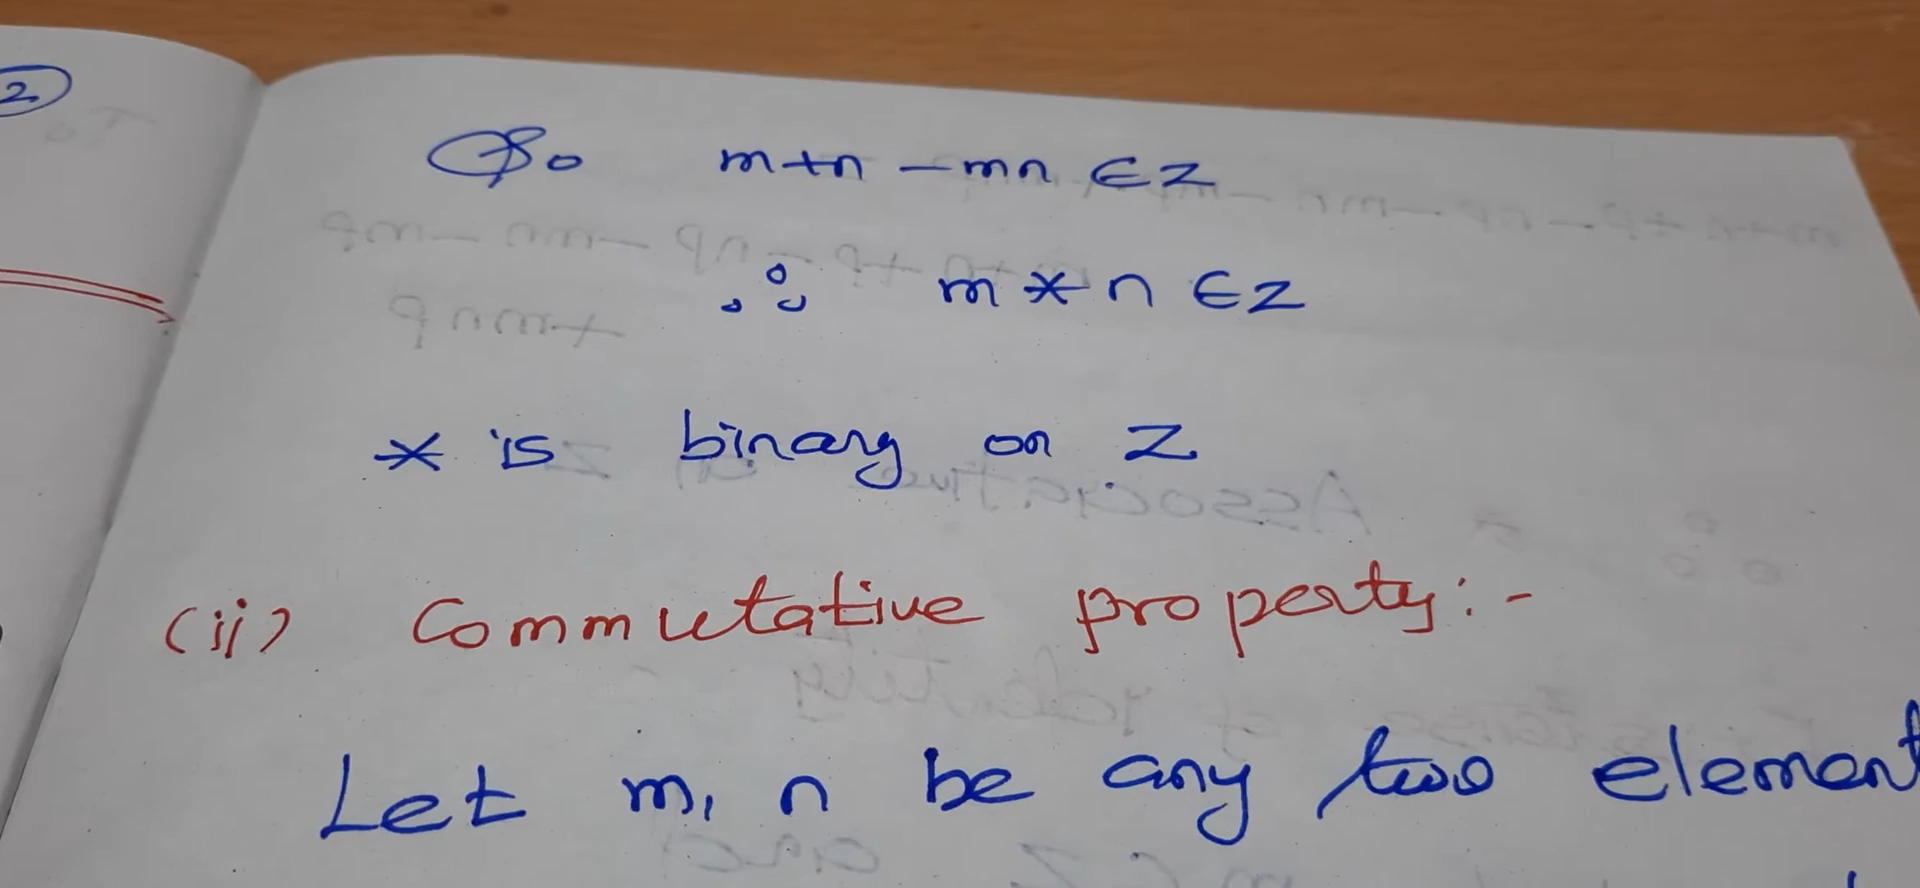 2
So m+n -mn ∈ Z
∴ m * n ∈ Z
* is binary on Z
(ii) Commutative property:-
Let m, n be any two element